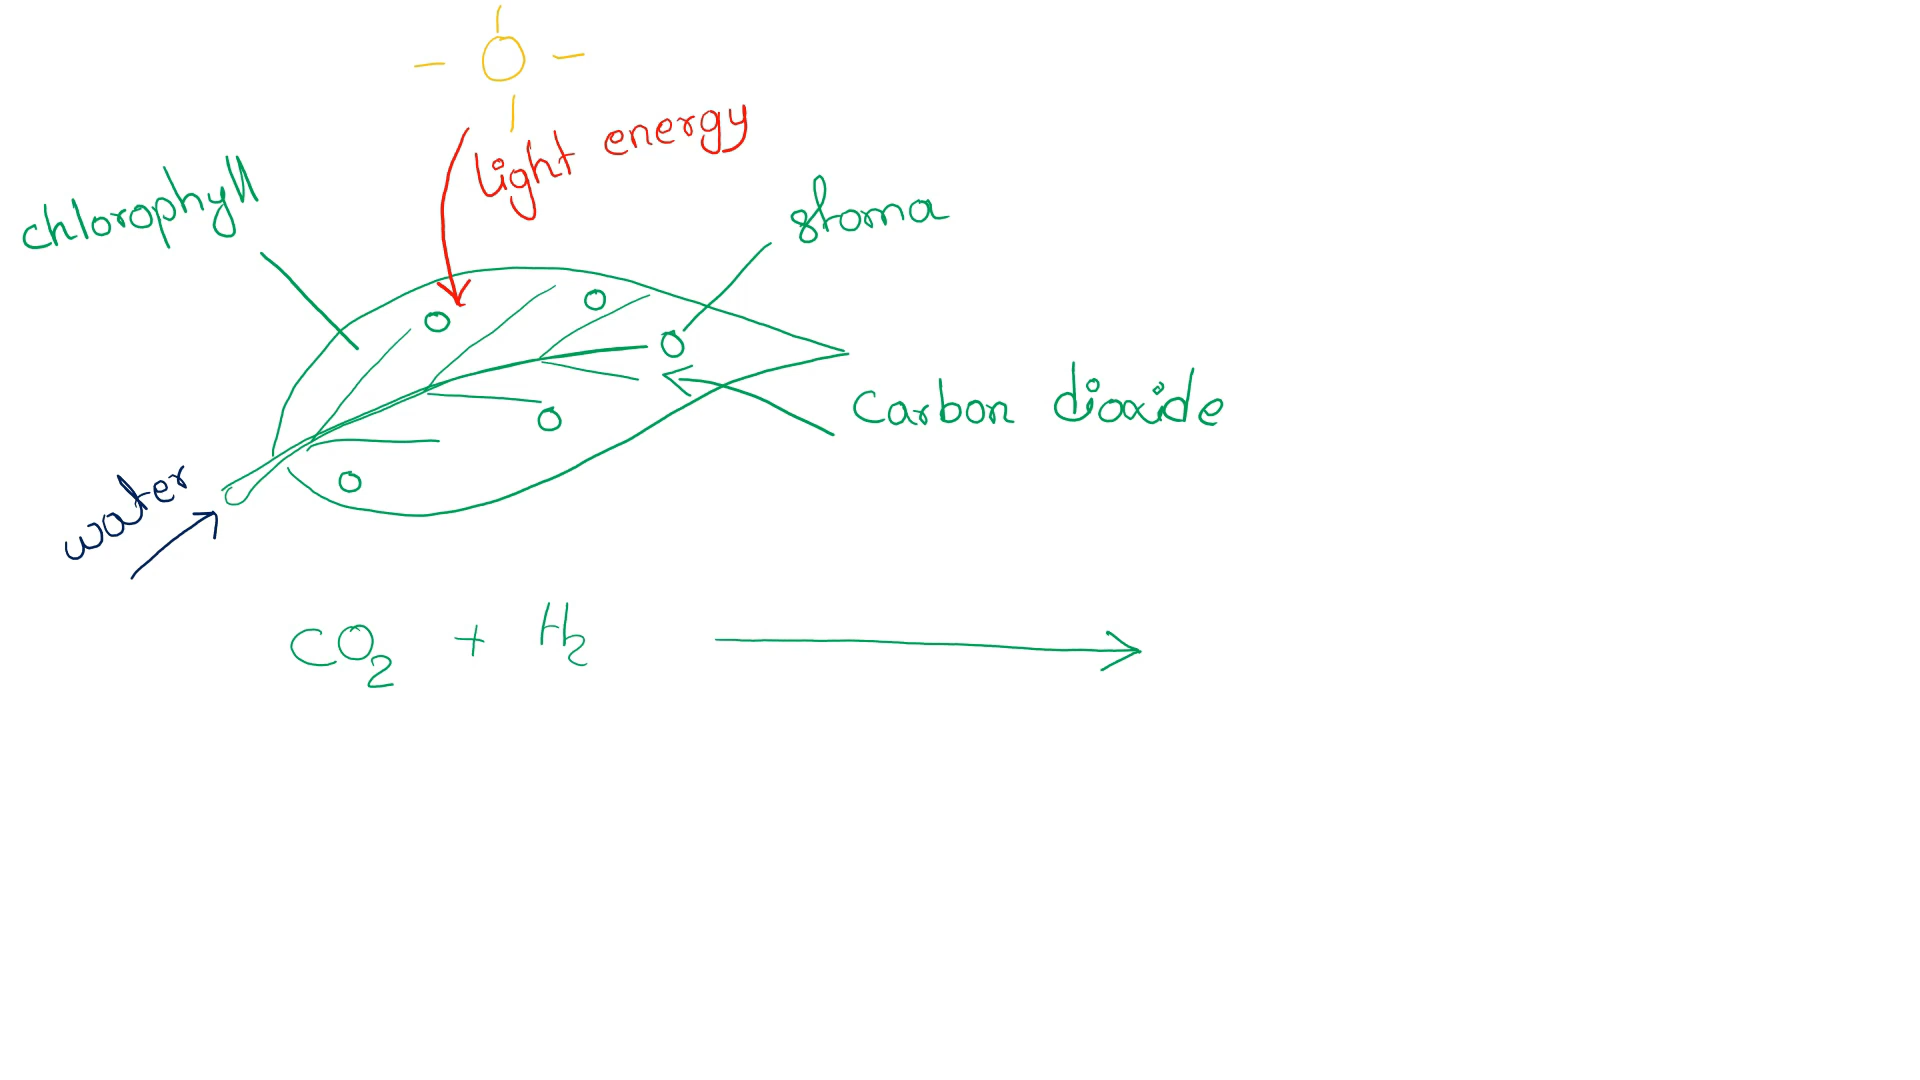 light energy
chlorophyll
stoma
Carbon dioxide
water
CO2 + H2 →